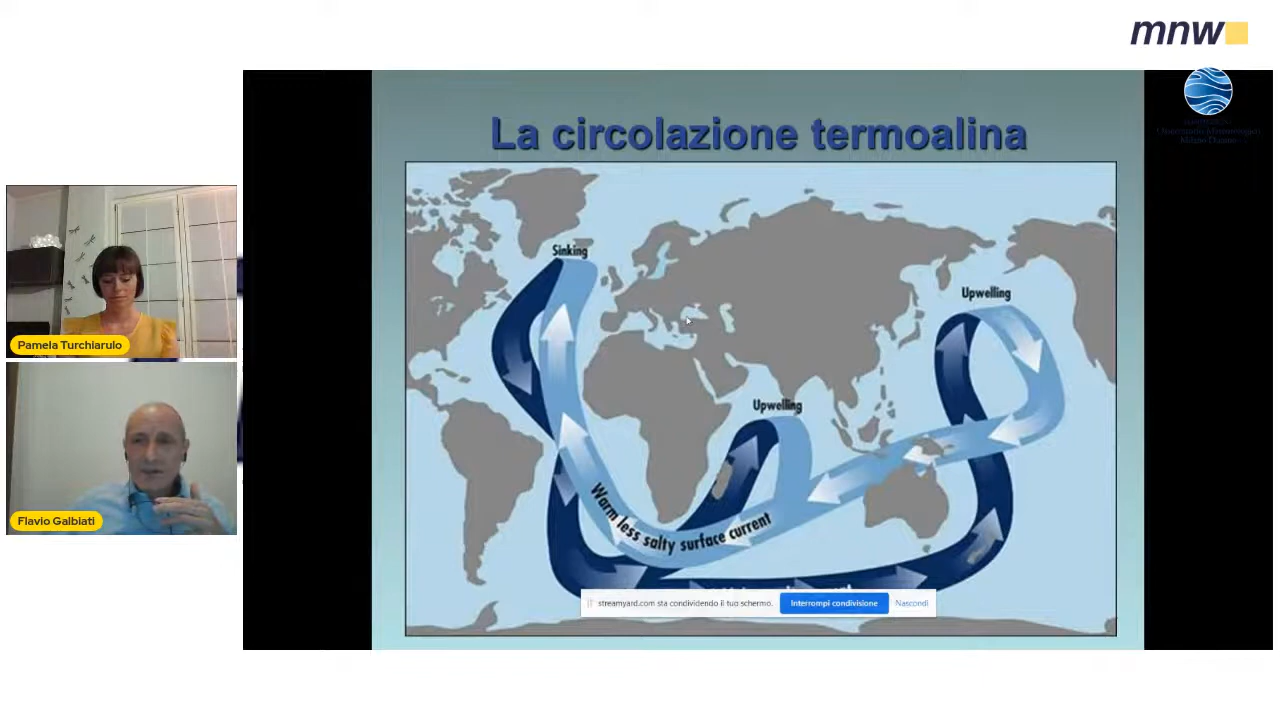 mnw
La circolazione termoalina
Sinking
Upwelling
Upwelling
Warm less salty surface current
streamyard.com sta condividendo il tuo schermo.
Interrompi condivisione
Nascondi
Pamela Turchiarulo
Flavio Galbiati